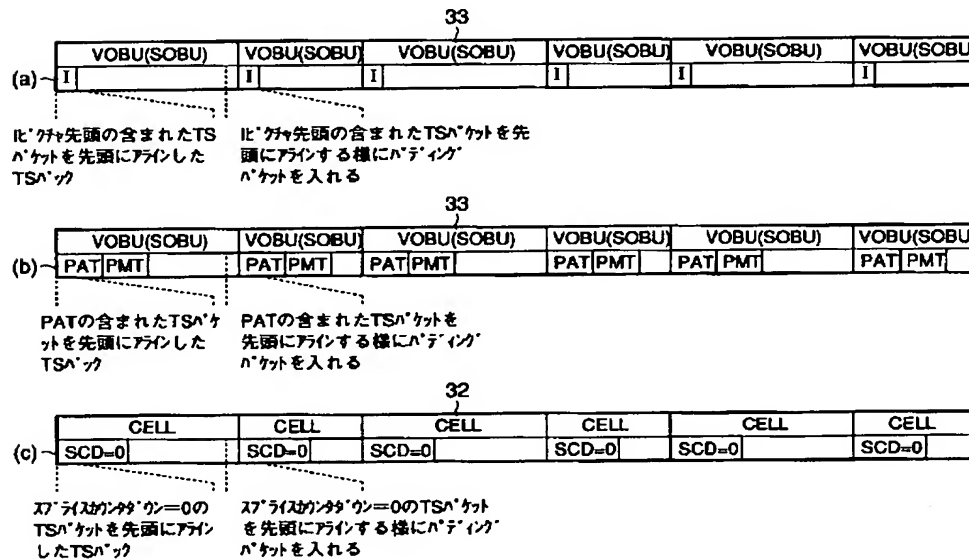 33
VOBU(SOBU) VOBU(SOBU) VOBU(SOBU) VOBU(SOBU) VOBU(SOBU) VOBU(SOBU
(a) I I I I I I
Iピクチャ先頭の含まれたTS
パケットを先頭にアラインした
TSパック
Iピクチャ先頭の含まれたTSパケットを先
頭にアラインする様にパディング
パケットを入れる
33
VOBU(SOBU) VOBU(SOBU) VOBU(SOBU) VOBU(SOBU) VOBU(SOBU) VOBU(SOBU
(b) PAT PMT PAT PMT PAT PMT PAT PMT PAT PMT PAT PMT
PATの含まれたTSパケ
ットを先頭にアラインした
TSパック
PATの含まれたTSパケットを
先頭にアラインする様にパディング
パケットを入れる
32
CELL CELL CELL CELL CELL CELL
(c) SCD=0 SCD=0 SCD=0 SCD=0 SCD=0 SCD=0
スプライスカウンタダウン=0の
TSパケットを先頭にアライン
したTSパック
スプライスカウンタダウン=0のTSパケット
を先頭にアラインする様にパディング
パケットを入れる